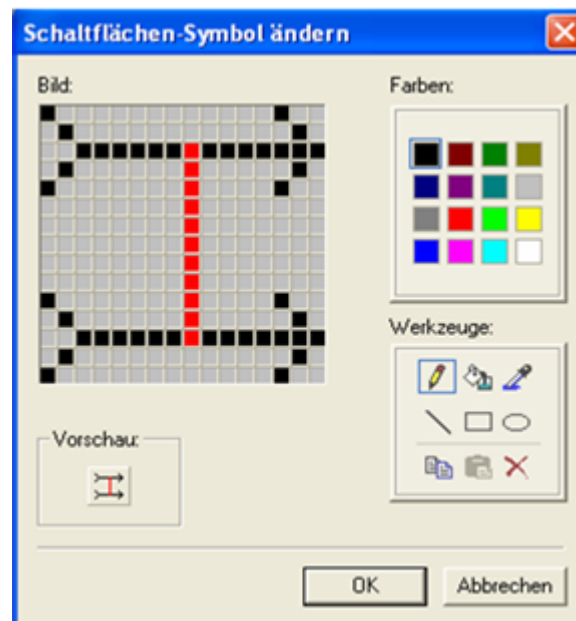 Schaltflächen-Symbol ändern
Bild:
Farben:
Werkzeuge:
Vorschau:
OK
Abbrechen